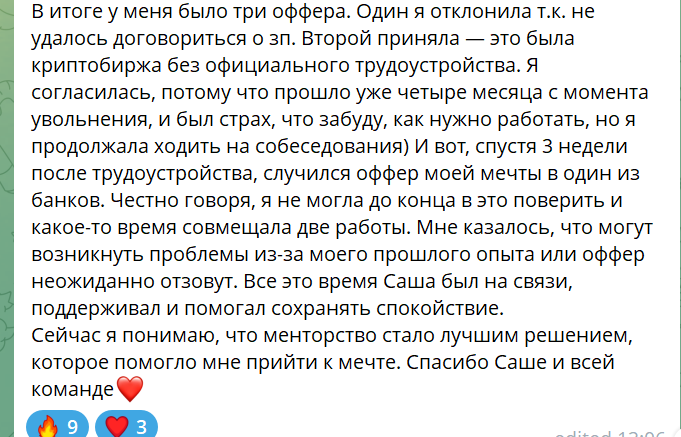 В итоге у меня было три оффера. Один я отклонила т.к. не
удалось договориться о зп. Второй приняла — это была
криптобиржа без официального трудоустройства. Я
согласилась, потому что прошло уже четыре месяца с момента
увольнения, и был страх, что забуду, как нужно работать, но я
продолжала ходить на собеседования) И вот, спустя 3 недели
после трудоустройства, случился оффер моей мечты в один из
банков. Честно говоря, я не могла до конца в это поверить и
какое-то время совмещала две работы. Мне казалось, что могут
возникнуть проблемы из-за моего прошлого опыта или оффер
неожиданно отзовут. Все это время Саша был на связи,
поддерживал и помогал сохранять спокойствие.
Сейчас я понимаю, что менторство стало лучшим решением,
которое помогло мне прийти к мечте. Спасибо Саше и всей
команде❤️
🔥 9 ❤️ 3
edited